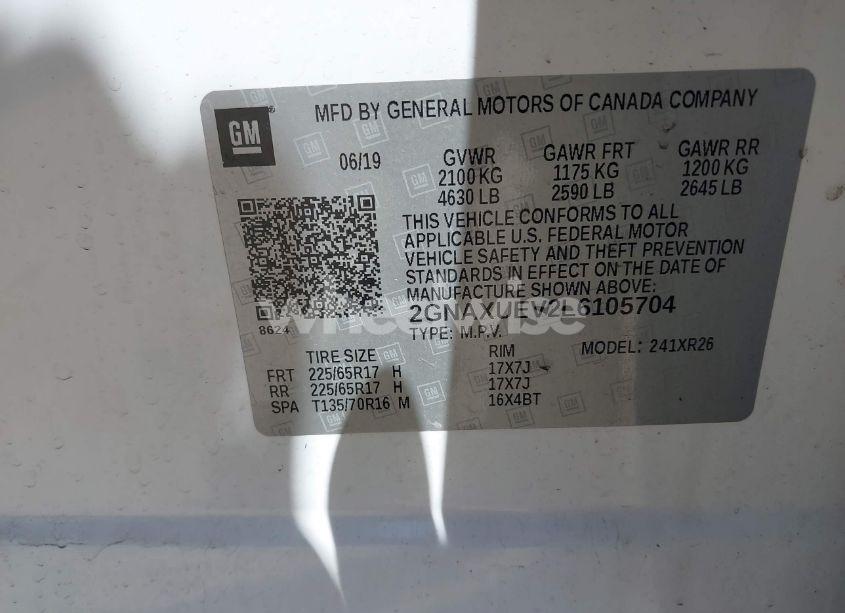 GM
MFD BY GENERAL MOTORS OF CANADA COMPANY
06/19 GVWR GAWR FRT GAWR RR
2100 KG 1175 KG 1200 KG
4630 LB 2590 LB 2645 LB
THIS VEHICLE CONFORMS TO ALL
APPLICABLE U.S. FEDERAL MOTOR
VEHICLE SAFETY AND THEFT PREVENTION
STANDARDS IN EFFECT ON THE DATE OF
MANUFACTURE SHOWN ABOVE:
2GNAXUEV2L6105704
8624
TYPE: M.P.V. MODEL: 241XR26
TIRE SIZE RIM
FRT 225/65R17 H 17X7J
RR 225/65R17 H 17X7J
SPA T135/70R16 M 16X4BT
wheelwise